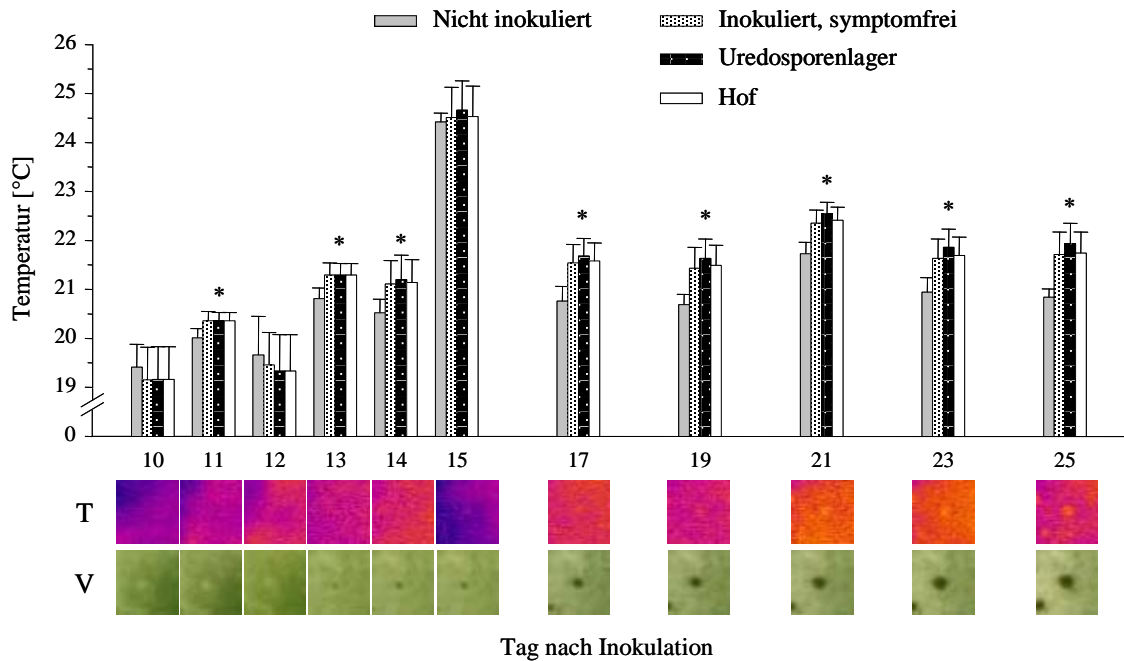 Nicht inokuliert
Inokuliert, symptomfrei
Uredosporenlager
Hof
Temperatur [°C]
26
25
24
23
22
21
20
19
0
* * * * * * * *
10 11 12 13 14 15 17 19 21 23 25
T
V
Tag nach Inokulation